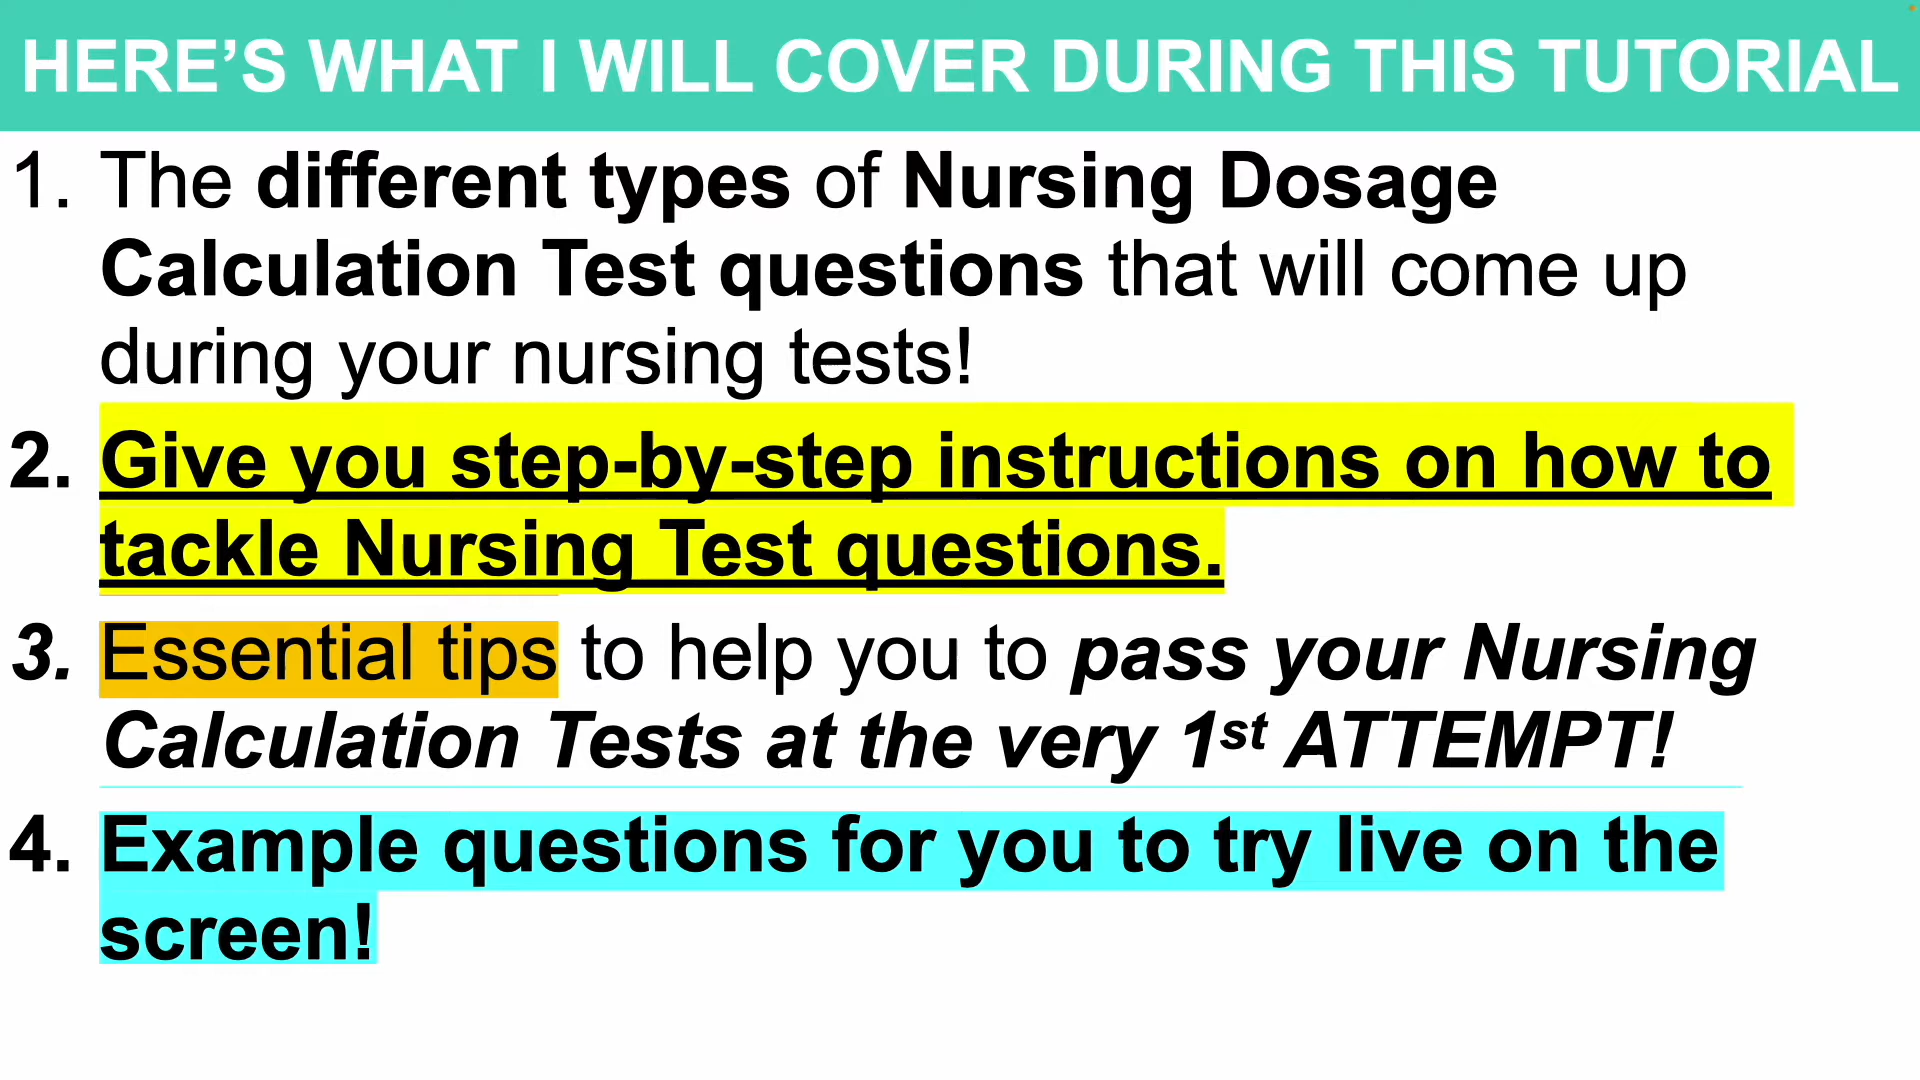 HERE’S WHAT I WILL COVER DURING THIS TUTORIAL
1. The different types of Nursing Dosage
Calculation Test questions that will come up
during your nursing tests!
2. Give you step-by-step instructions on how to
tackle Nursing Test questions.
3. Essential tips to help you to pass your Nursing
Calculation Tests at the very 1st ATTEMPT!
4. Example questions for you to try live on the
screen!